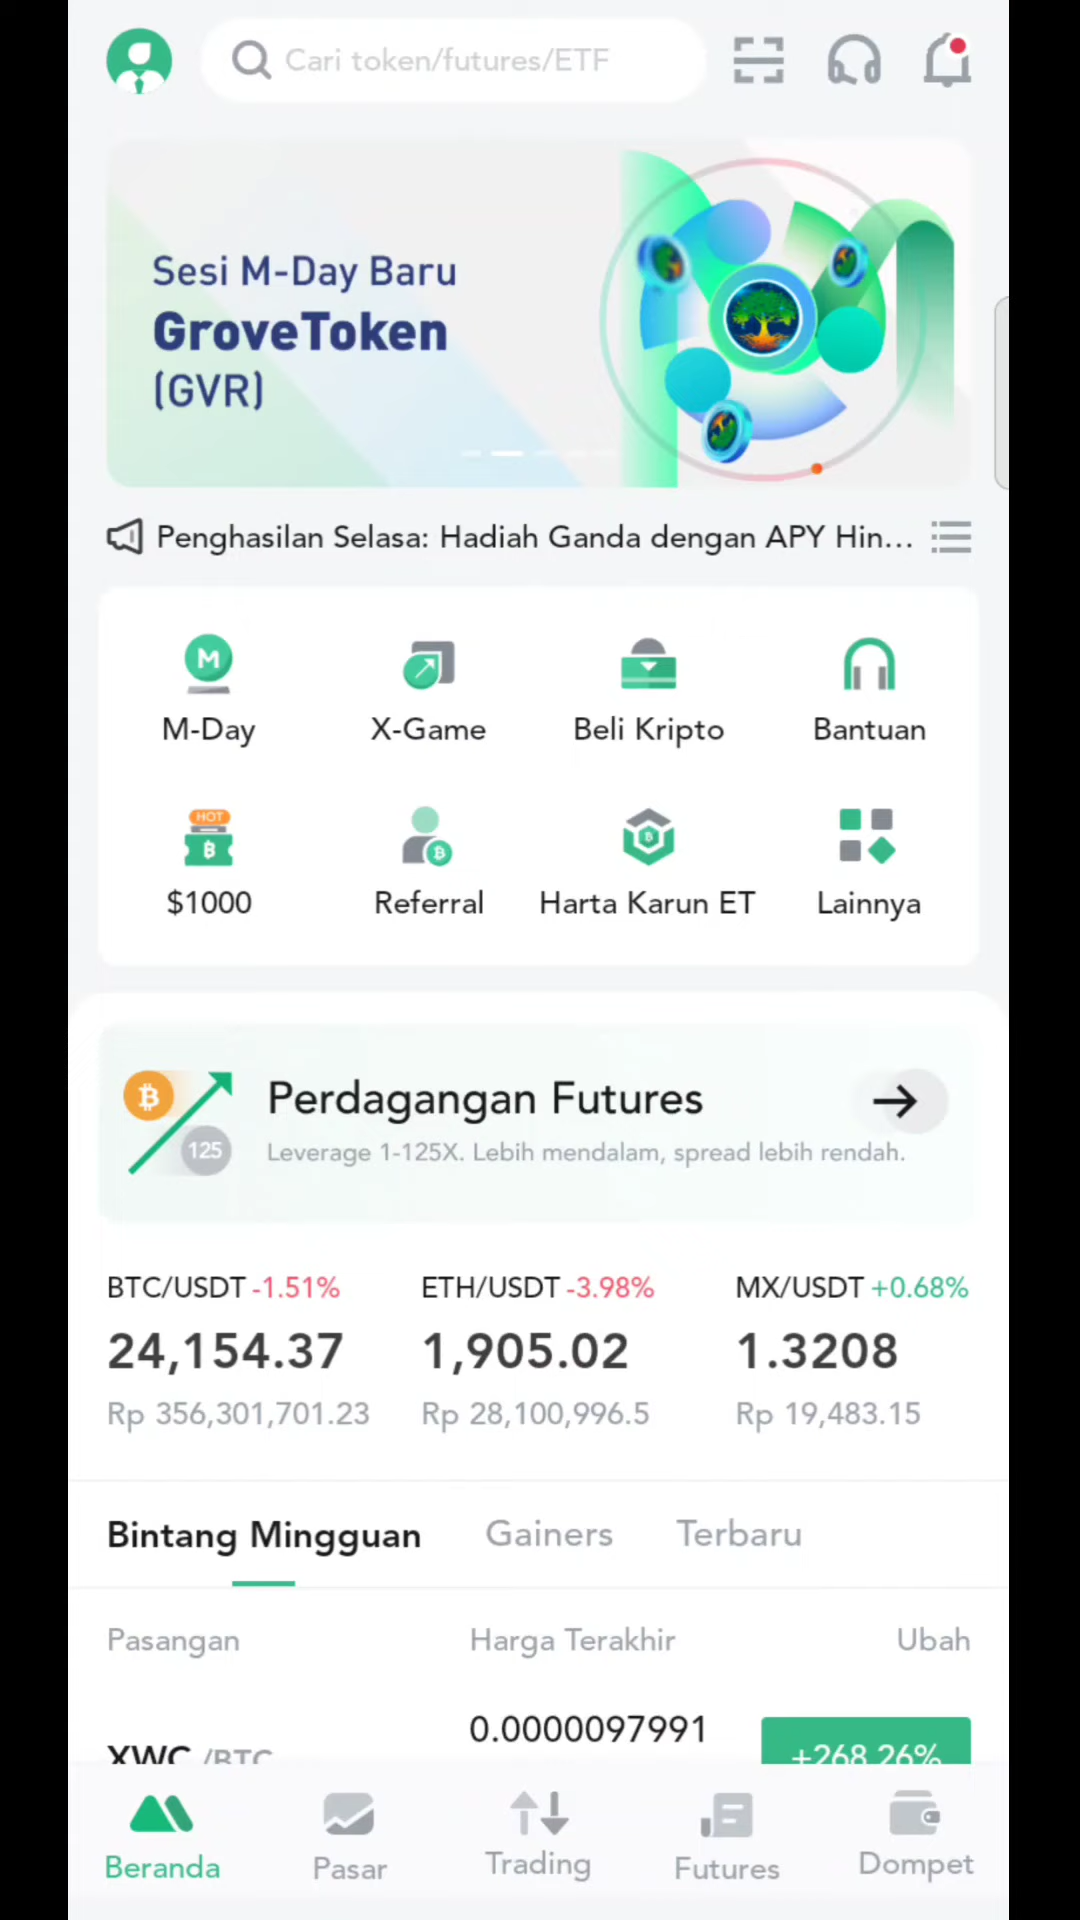 Cari token/futures/ETF
Sesi M-Day Baru
GroveToken
(GVR)
Penghasilan Selasa: Hadiah Ganda dengan APY Hin...
M
M-Day
X-Game
Beli Kripto
Bantuan
HOT
$1000
Referral
Harta Karun ET
Lainnya
Perdagangan Futures
125
Leverage 1-125X. Lebih mendalam, spread lebih rendah.
BTC/USDT -1.51% ETH/USDT -3.98% MX/USDT +0.68%
24,154.37 1,905.02 1.3208
Rp 356,301,701.23 Rp 28,100,996.5 Rp 19,483.15
Bintang Mingguan Gainers Terbaru
Pasangan Harga Terakhir Ubah
0.0000097991
XWC /BTC +268.26%
Beranda Pasar Trading Futures Dompet